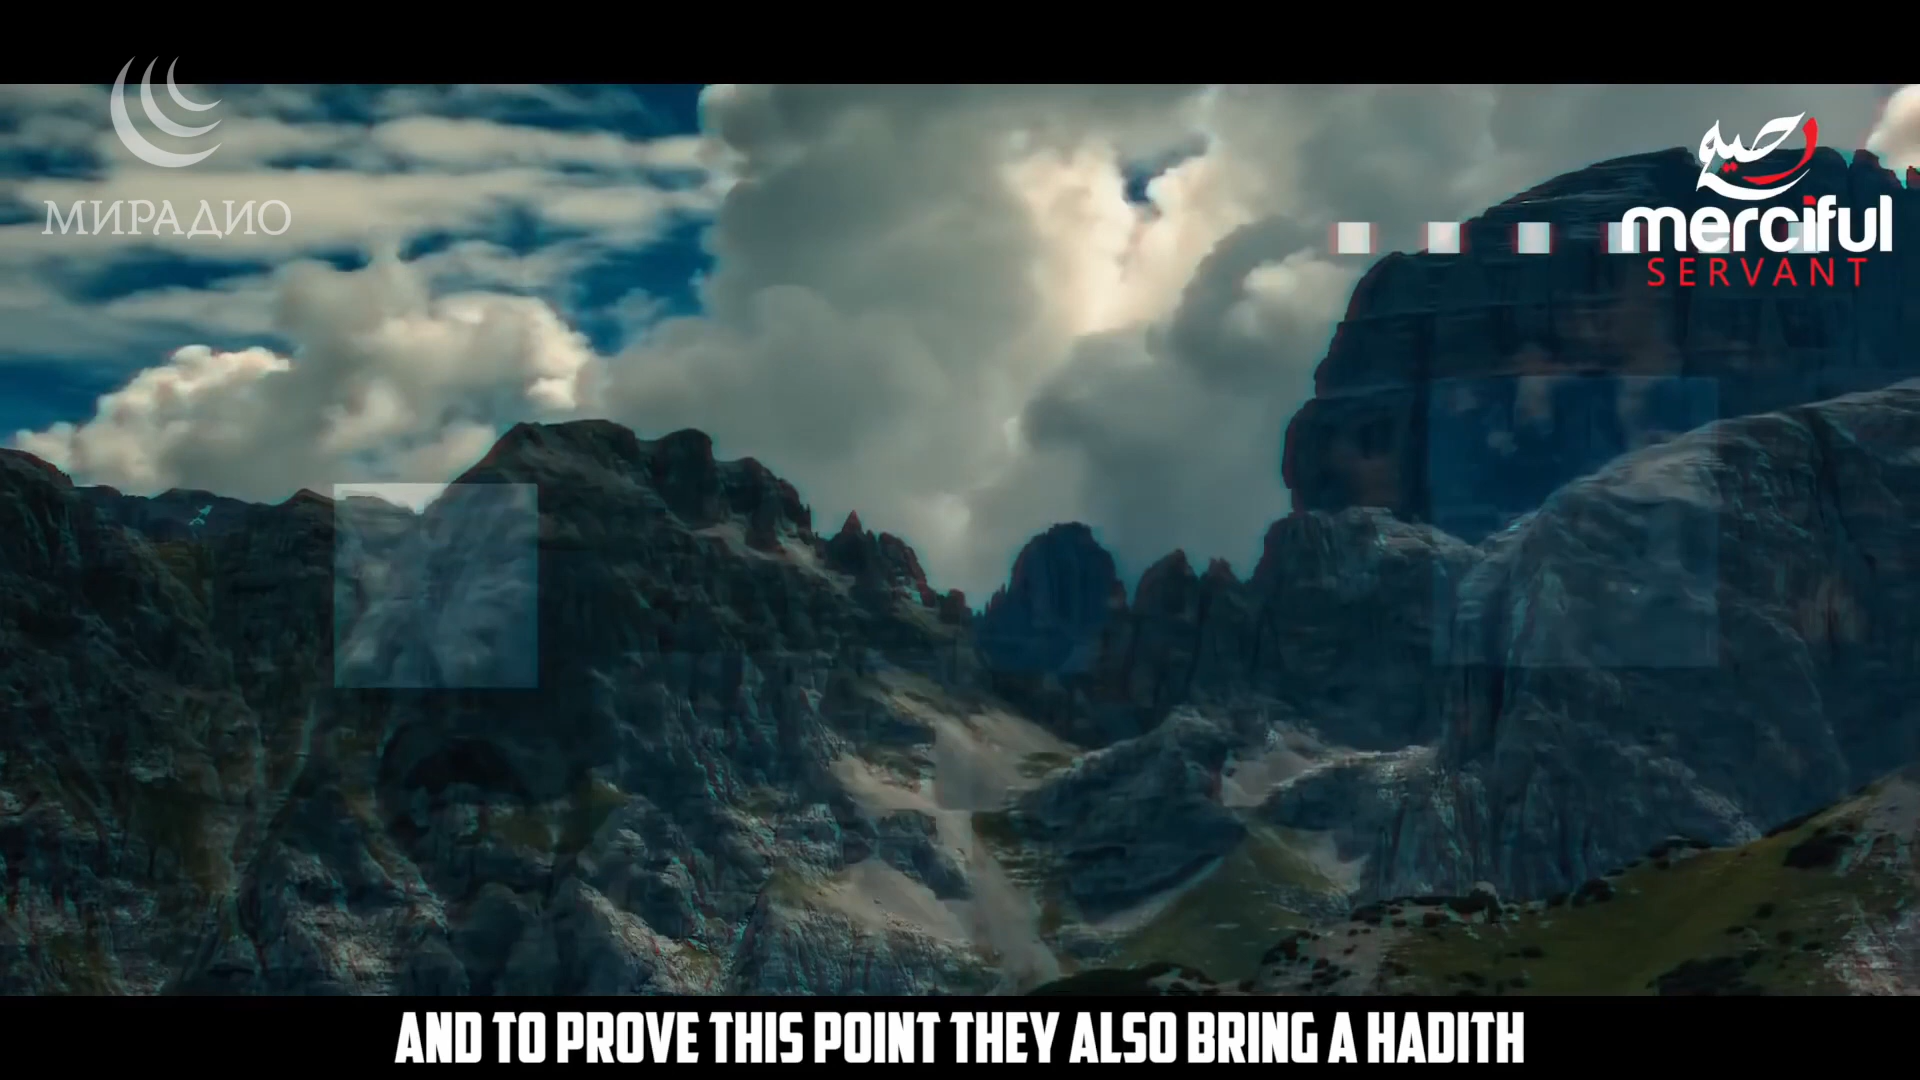 МИРАДИО
merciful
SERVANT
AND TO PROVE THIS POINT THEY ALSO BRING A HADITH